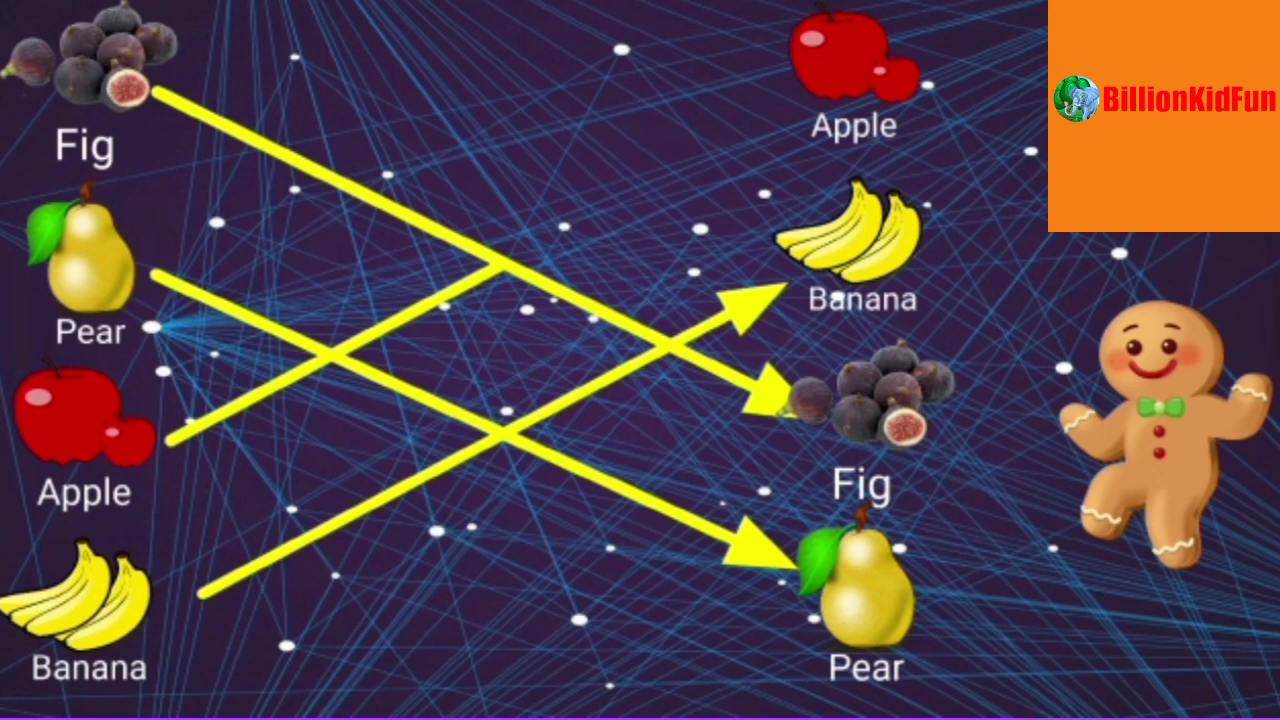 Fig
Pear
Apple
Banana
Apple
Banana
Fig
Pear
BillionKidFun